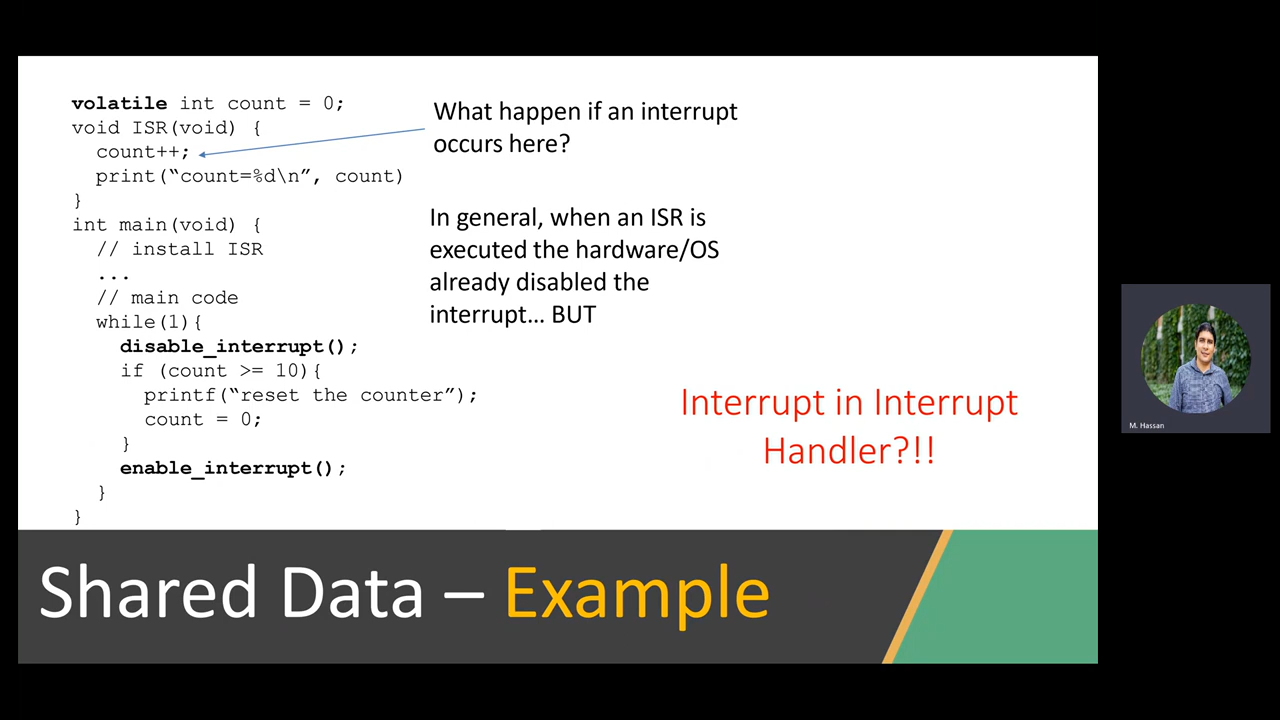 volatile int count = 0;
void ISR(void) {
count++;
print(“count=%d\n”, count)
}
int main(void) {
// install ISR
...
// main code
while(1){
disable_interrupt();
if (count >= 10){
printf(“reset the counter”);
count = 0;
}
enable_interrupt();
}
}
What happen if an interrupt
occurs here?
In general, when an ISR is
executed the hardware/OS
already disabled the
interrupt... BUT
Interrupt in Interrupt
Handler?!!
Shared Data – Example
M. Hassan